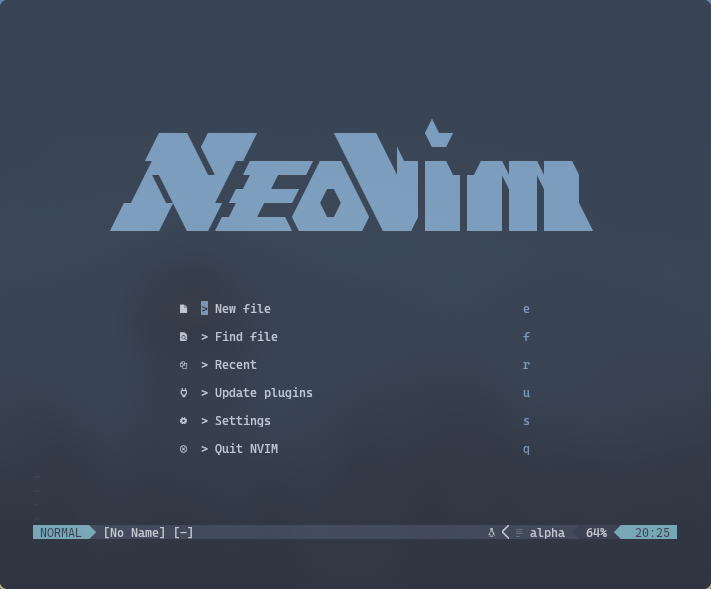 NEOVim
> New file e
> Find file f
> Recent r
> Update plugins u
> Settings s
> Quit NVIM q
NORMAL [No Name] [-] alpha 64% 20:25